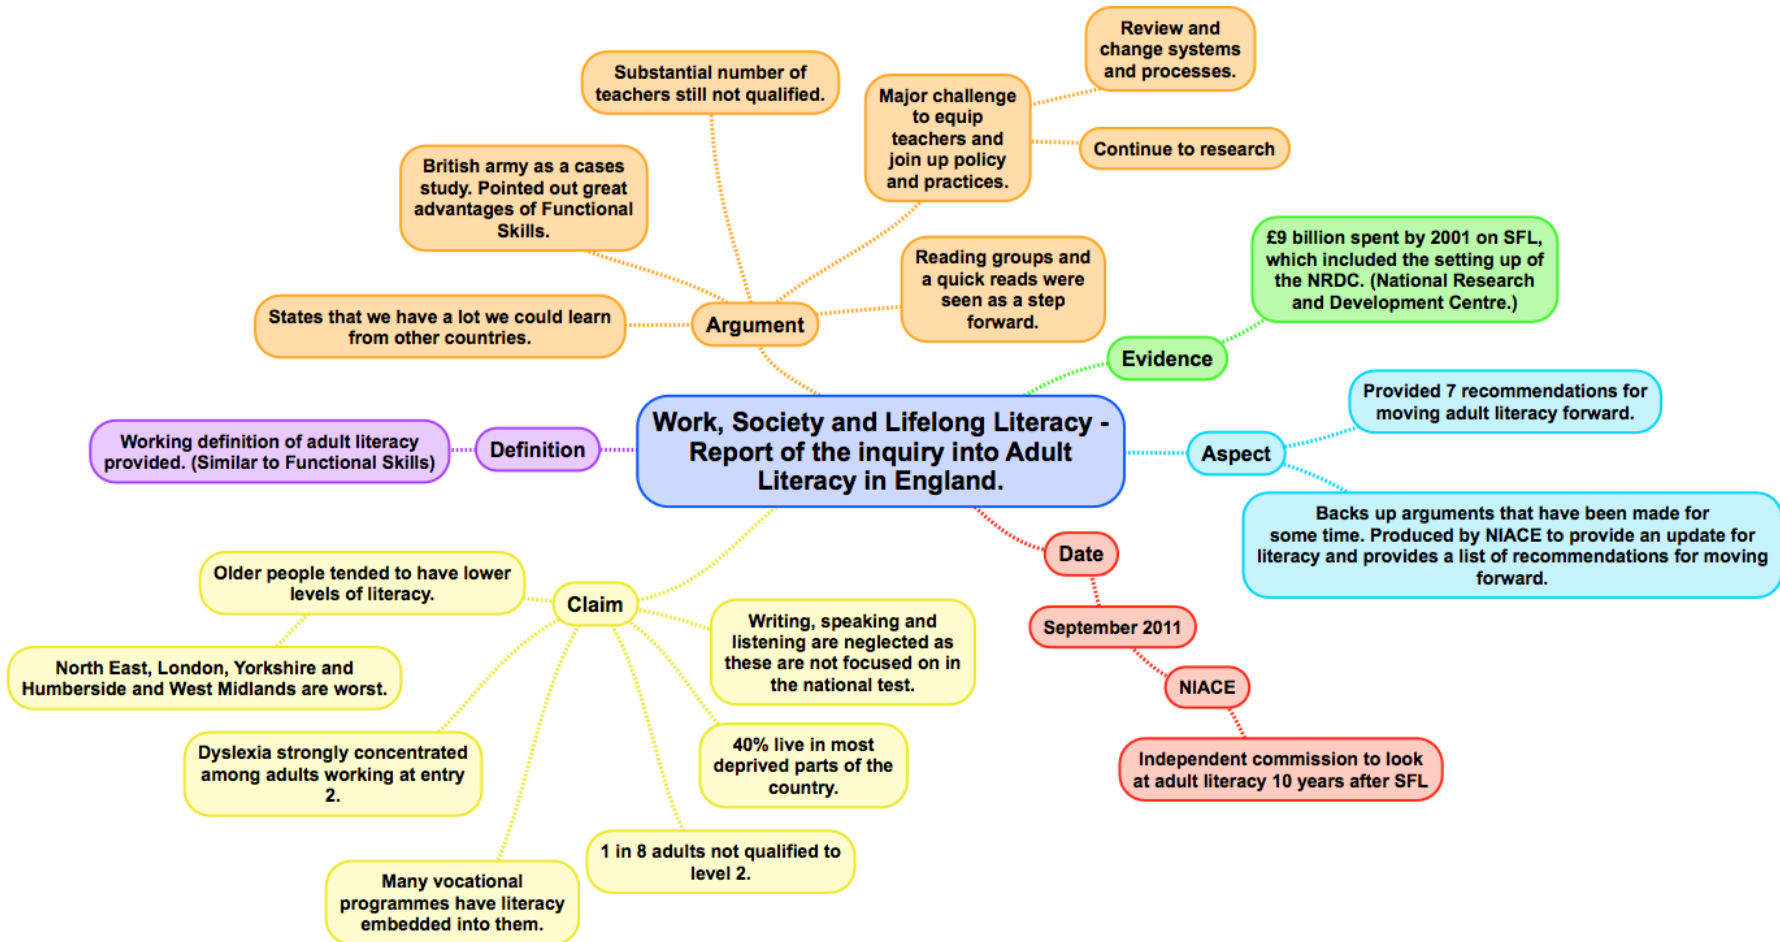 Review and
change systems
and processes.
Substantial number of
teachers still not qualified.
Major challenge
to equip
teachers and
join up policy
and practices.
Continue to research
British army as a cases
study. Pointed out great
advantages of Functional
Skills.
Reading groups and
a quick reads were
seen as a step
forward.
States that we have a lot we could learn
from other countries.
Argument
£9 billion spent by 2001 on SFL,
which included the setting up of
the NRDC. (National Research
and Development Centre.)
Evidence
Work, Society and Lifelong Literacy -
Report of the inquiry into Adult
Literacy in England.
Provided 7 recommendations for
moving adult literacy forward.
Aspect
Backs up arguments that have been made for
some time. Produced by NIACE to provide an update for
literacy and provides a list of recommendations for moving
forward.
Working definition of adult literacy
provided. (Similar to Functional Skills)
Definition
Date
September 2011
NIACE
Independent commission to look
at adult literacy 10 years after SFL
Older people tended to have lower
levels of literacy.
Claim
North East, London, Yorkshire and
Humberside and West Midlands are worst.
Writing, speaking and
listening are neglected as
these are not focused on in
the national test.
Dyslexia strongly concentrated
among adults working at entry
2.
40% live in most
deprived parts of the
country.
1 in 8 adults not qualified to
level 2.
Many vocational
programmes have literacy
embedded into them.